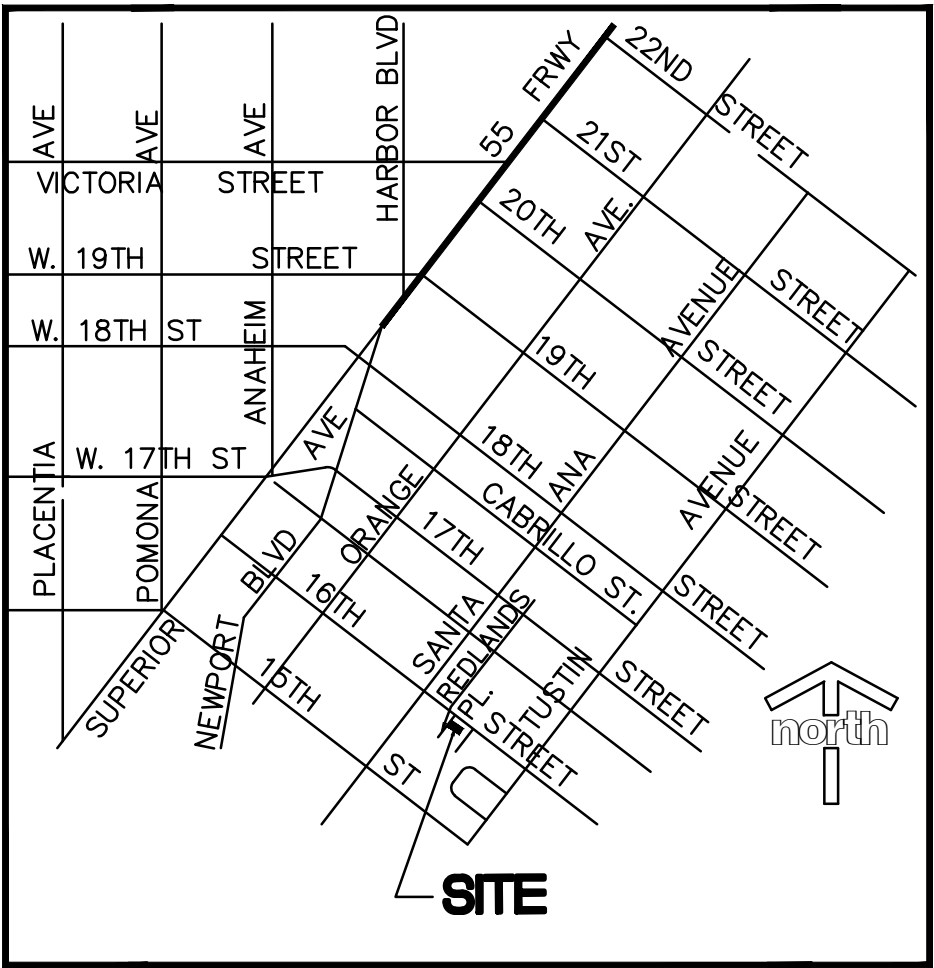 PLACENTIA AVE
POMONA AVE
ANAHEIM AVE
HARBOR BLVD
55 FRWY
22ND STREET
VICTORIA STREET
21ST STREET
20TH STREET
W. 19TH STREET
19TH STREET
W. 18TH ST
18TH STREET
W. 17TH ST
17TH STREET
CABRILLO ST.
16TH STREET
15TH ST
SUPERIOR AVE
NEWPORT BLVD
ORANGE AVE.
SANTA ANA AVENUE
REDLANDS PL.
TUSTIN AVENUE
north
SITE